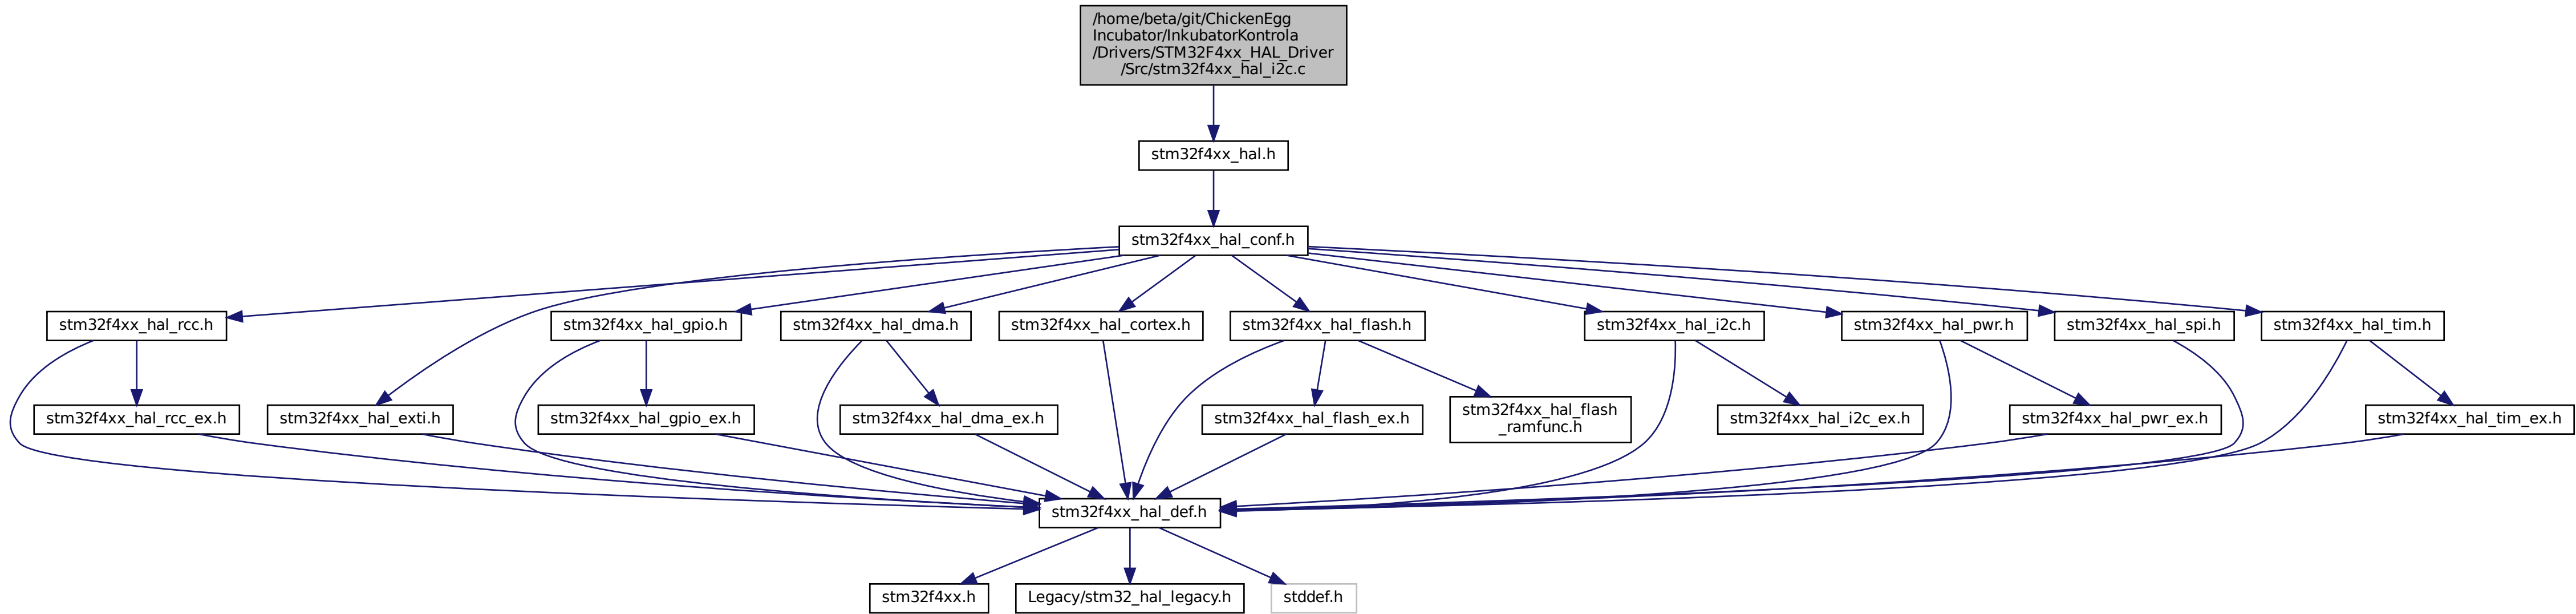 /home/beta/git/ChickenEgg
Incubator/InkubatorKontrola
/Drivers/STM32F4xx_HAL_Driver
/Src/stm32f4xx_hal_i2c.c
stm32f4xx_hal.h
stm32f4xx_hal_conf.h
stm32f4xx_hal_rcc.h
stm32f4xx_hal_gpio.h
stm32f4xx_hal_dma.h
stm32f4xx_hal_cortex.h
stm32f4xx_hal_flash.h
stm32f4xx_hal_i2c.h
stm32f4xx_hal_pwr.h
stm32f4xx_hal_spi.h
stm32f4xx_hal_tim.h
stm32f4xx_hal_rcc_ex.h
stm32f4xx_hal_exti.h
stm32f4xx_hal_gpio_ex.h
stm32f4xx_hal_dma_ex.h
stm32f4xx_hal_flash_ex.h
stm32f4xx_hal_flash
_ramfunc.h
stm32f4xx_hal_i2c_ex.h
stm32f4xx_hal_pwr_ex.h
stm32f4xx_hal_tim_ex.h
stm32f4xx_hal_def.h
stm32f4xx.h
Legacy/stm32_hal_legacy.h
stddef.h